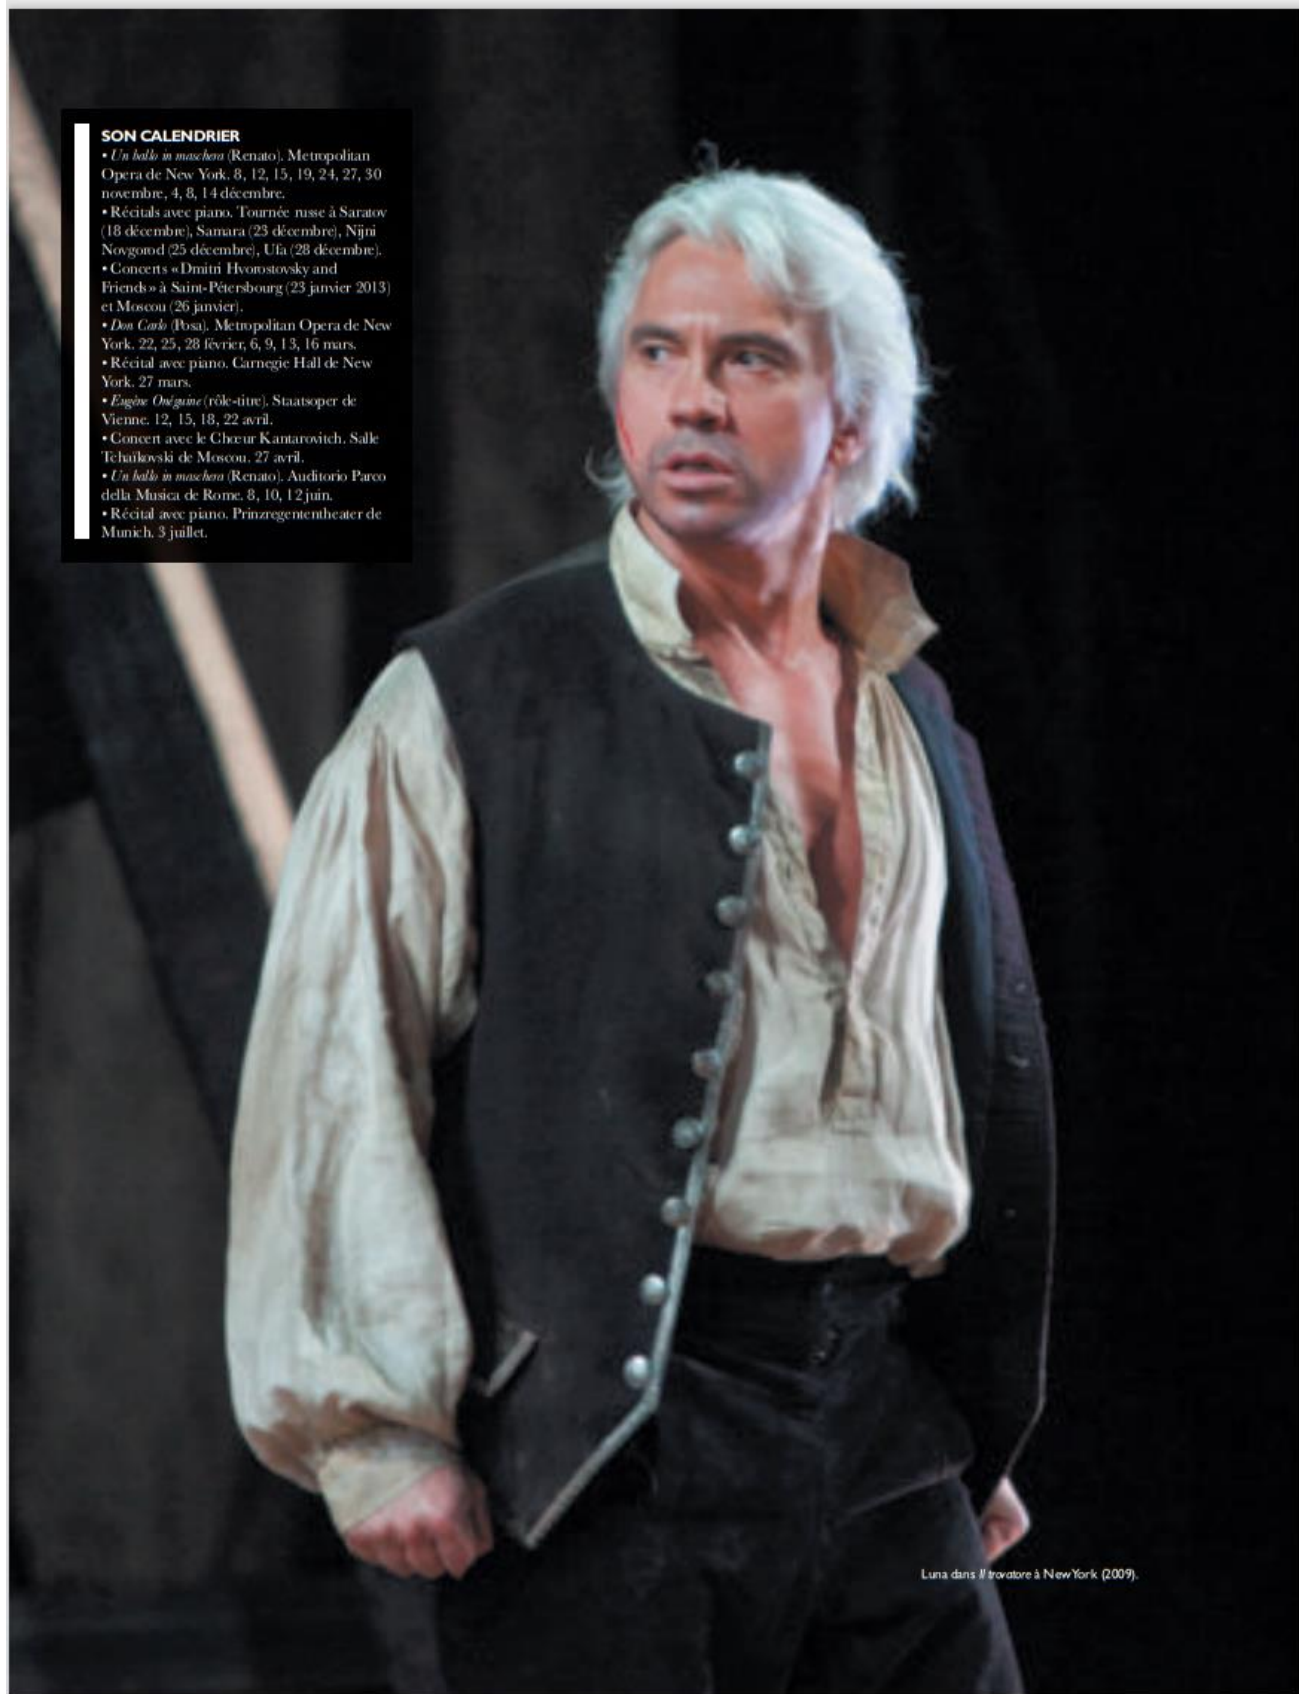 SON CALENDRIER
• Un ballo in maschera (Renato). Metropolitan
Opera de New York. 8, 12, 15, 19, 24, 27, 30
novembre, 4, 8, 14 décembre.
• Récitals avec piano. Tournée russe à Saratov
(18 décembre), Samara (23 décembre), Nijni
Novgorod (25 décembre), Ufa (28 décembre).
• Concerts «Dmitri Hvorostovsky and
Friends» à Saint-Pétersbourg (23 janvier 2013)
et Moscou (26 janvier).
• Don Carlo (Posa). Metropolitan Opera de New
York. 22, 25, 28 février, 6, 9, 13, 16 mars.
• Récital avec piano. Carnegie Hall de New
York. 27 mars.
• Eugène Onéguine (rôle-titre). Staatsoper de
Vienne. 12, 15, 18, 22 avril.
• Concert avec le Chœur Kantarovitch. Salle
Tchaïkovski de Moscou. 27 avril.
• Un ballo in maschera (Renato). Auditorio Parco
della Musica de Rome. 8, 10, 12 juin.
• Récital avec piano. Prinzregententheater de
Munich. 3 juillet.
Luna dans Il trovatore à New York (2009).